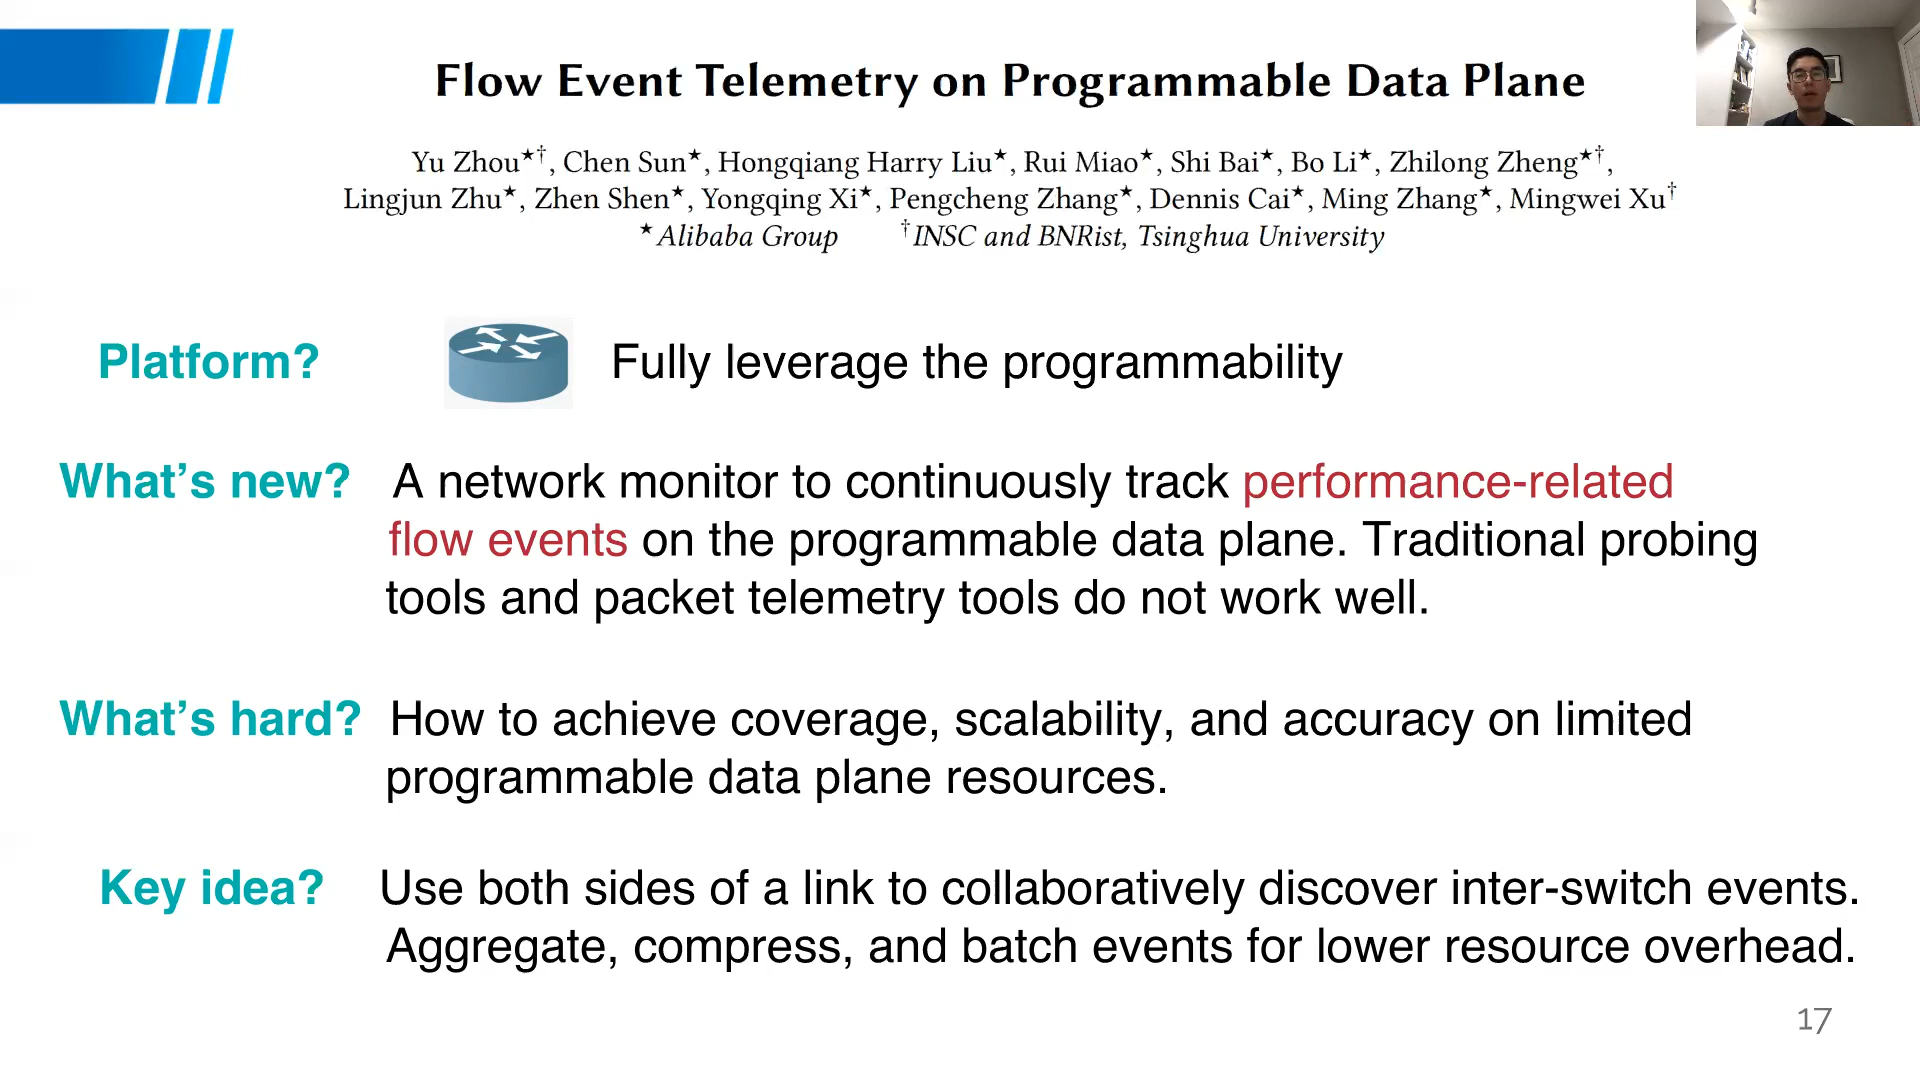 Flow Event Telemetry on Programmable Data Plane
Yu Zhou★†, Chen Sun★, Hongqiang Harry Liu★, Rui Miao★, Shi Bai★, Bo Li★, Zhilong Zheng★†,
Lingjun Zhu★, Zhen Shen★, Yongqing Xi★, Pengcheng Zhang★, Dennis Cai★, Ming Zhang★, Mingwei Xu†
★Alibaba Group †INSC and BNRist, Tsinghua University
Platform? Fully leverage the programmability
What’s new? A network monitor to continuously track performance-related
flow events on the programmable data plane. Traditional probing
tools and packet telemetry tools do not work well.
What’s hard? How to achieve coverage, scalability, and accuracy on limited
programmable data plane resources.
Key idea? Use both sides of a link to collaboratively discover inter-switch events.
Aggregate, compress, and batch events for lower resource overhead.
17